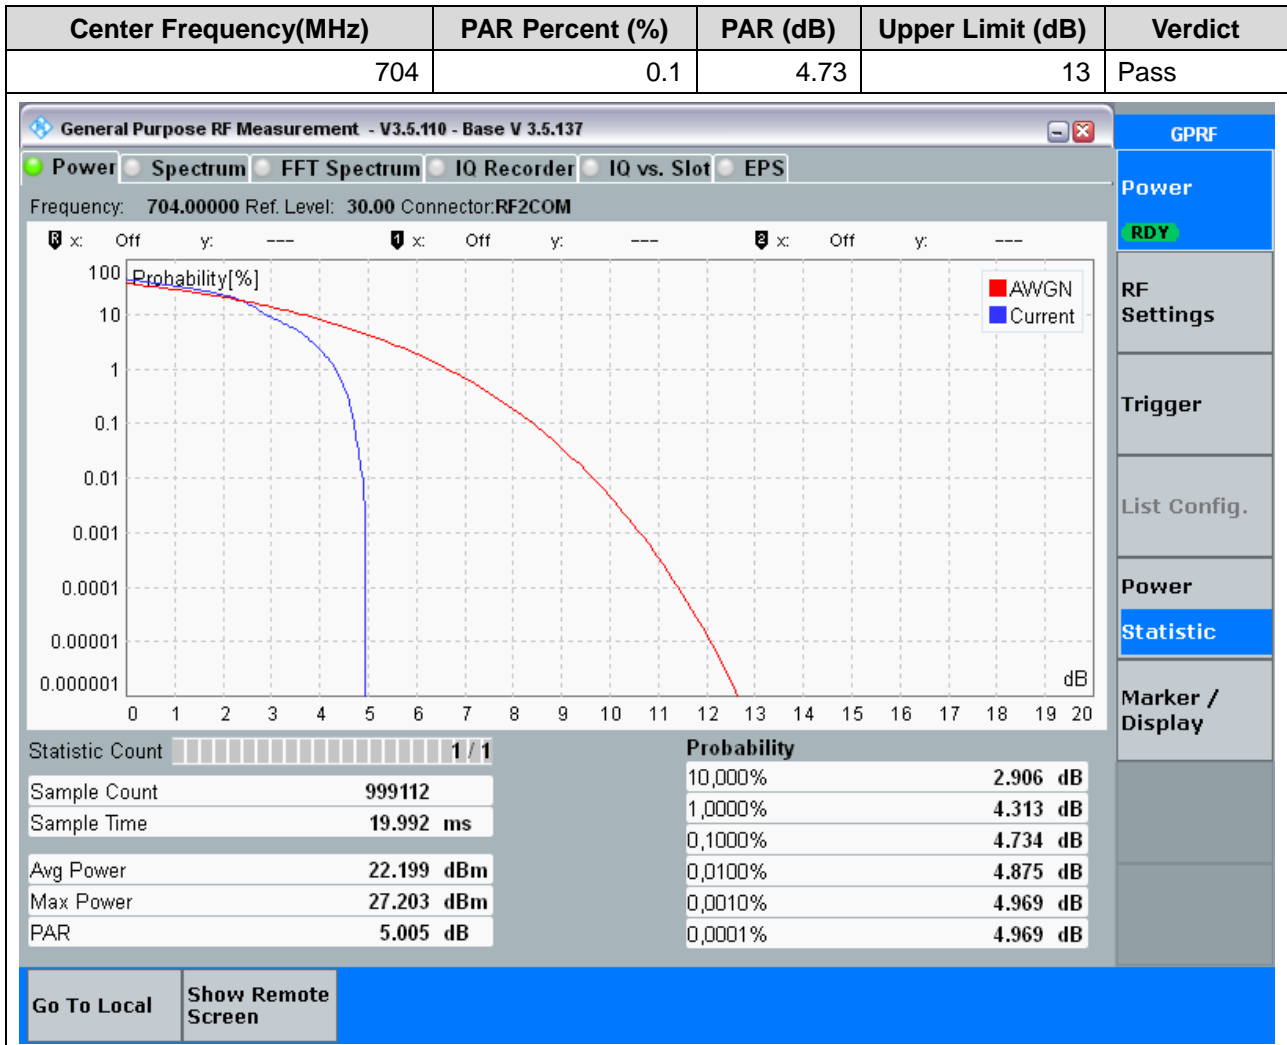 Center Frequency(MHz) PAR Percent (%) PAR (dB) Upper Limit (dB) Verdict
704 0.1 4.73 13 Pass
General Purpose RF Measurement - V3.5.110 - Base V 3.5.137
GPRF
Power Spectrum FFT Spectrum IQ Recorder IQ vs. Slot EPS
Power
RDY
Frequency: 704.00000 Ref. Level: 30.00 Connector:RF2COM
R x: Off y: --- 1 x: Off y: --- 2 x: Off y: ---
Probability[%]
AWGN
Current
100
10
1
0.1
0.01
0.001
0.0001
0.00001
0.000001
dB
0 1 2 3 4 5 6 7 8 9 10 11 12 13 14 15 16 17 18 19 20
RF
Settings
Trigger
List Config.
Power
Statistic
Marker /
Display
Statistic Count 1 / 1
Sample Count 999112
Sample Time 19.992 ms
Avg Power 22.199 dBm
Max Power 27.203 dBm
PAR 5.005 dB
Probability
10,000% 2.906 dB
1,0000% 4.313 dB
0,1000% 4.734 dB
0,0100% 4.875 dB
0,0010% 4.969 dB
0,0001% 4.969 dB
Go To Local
Show Remote
Screen